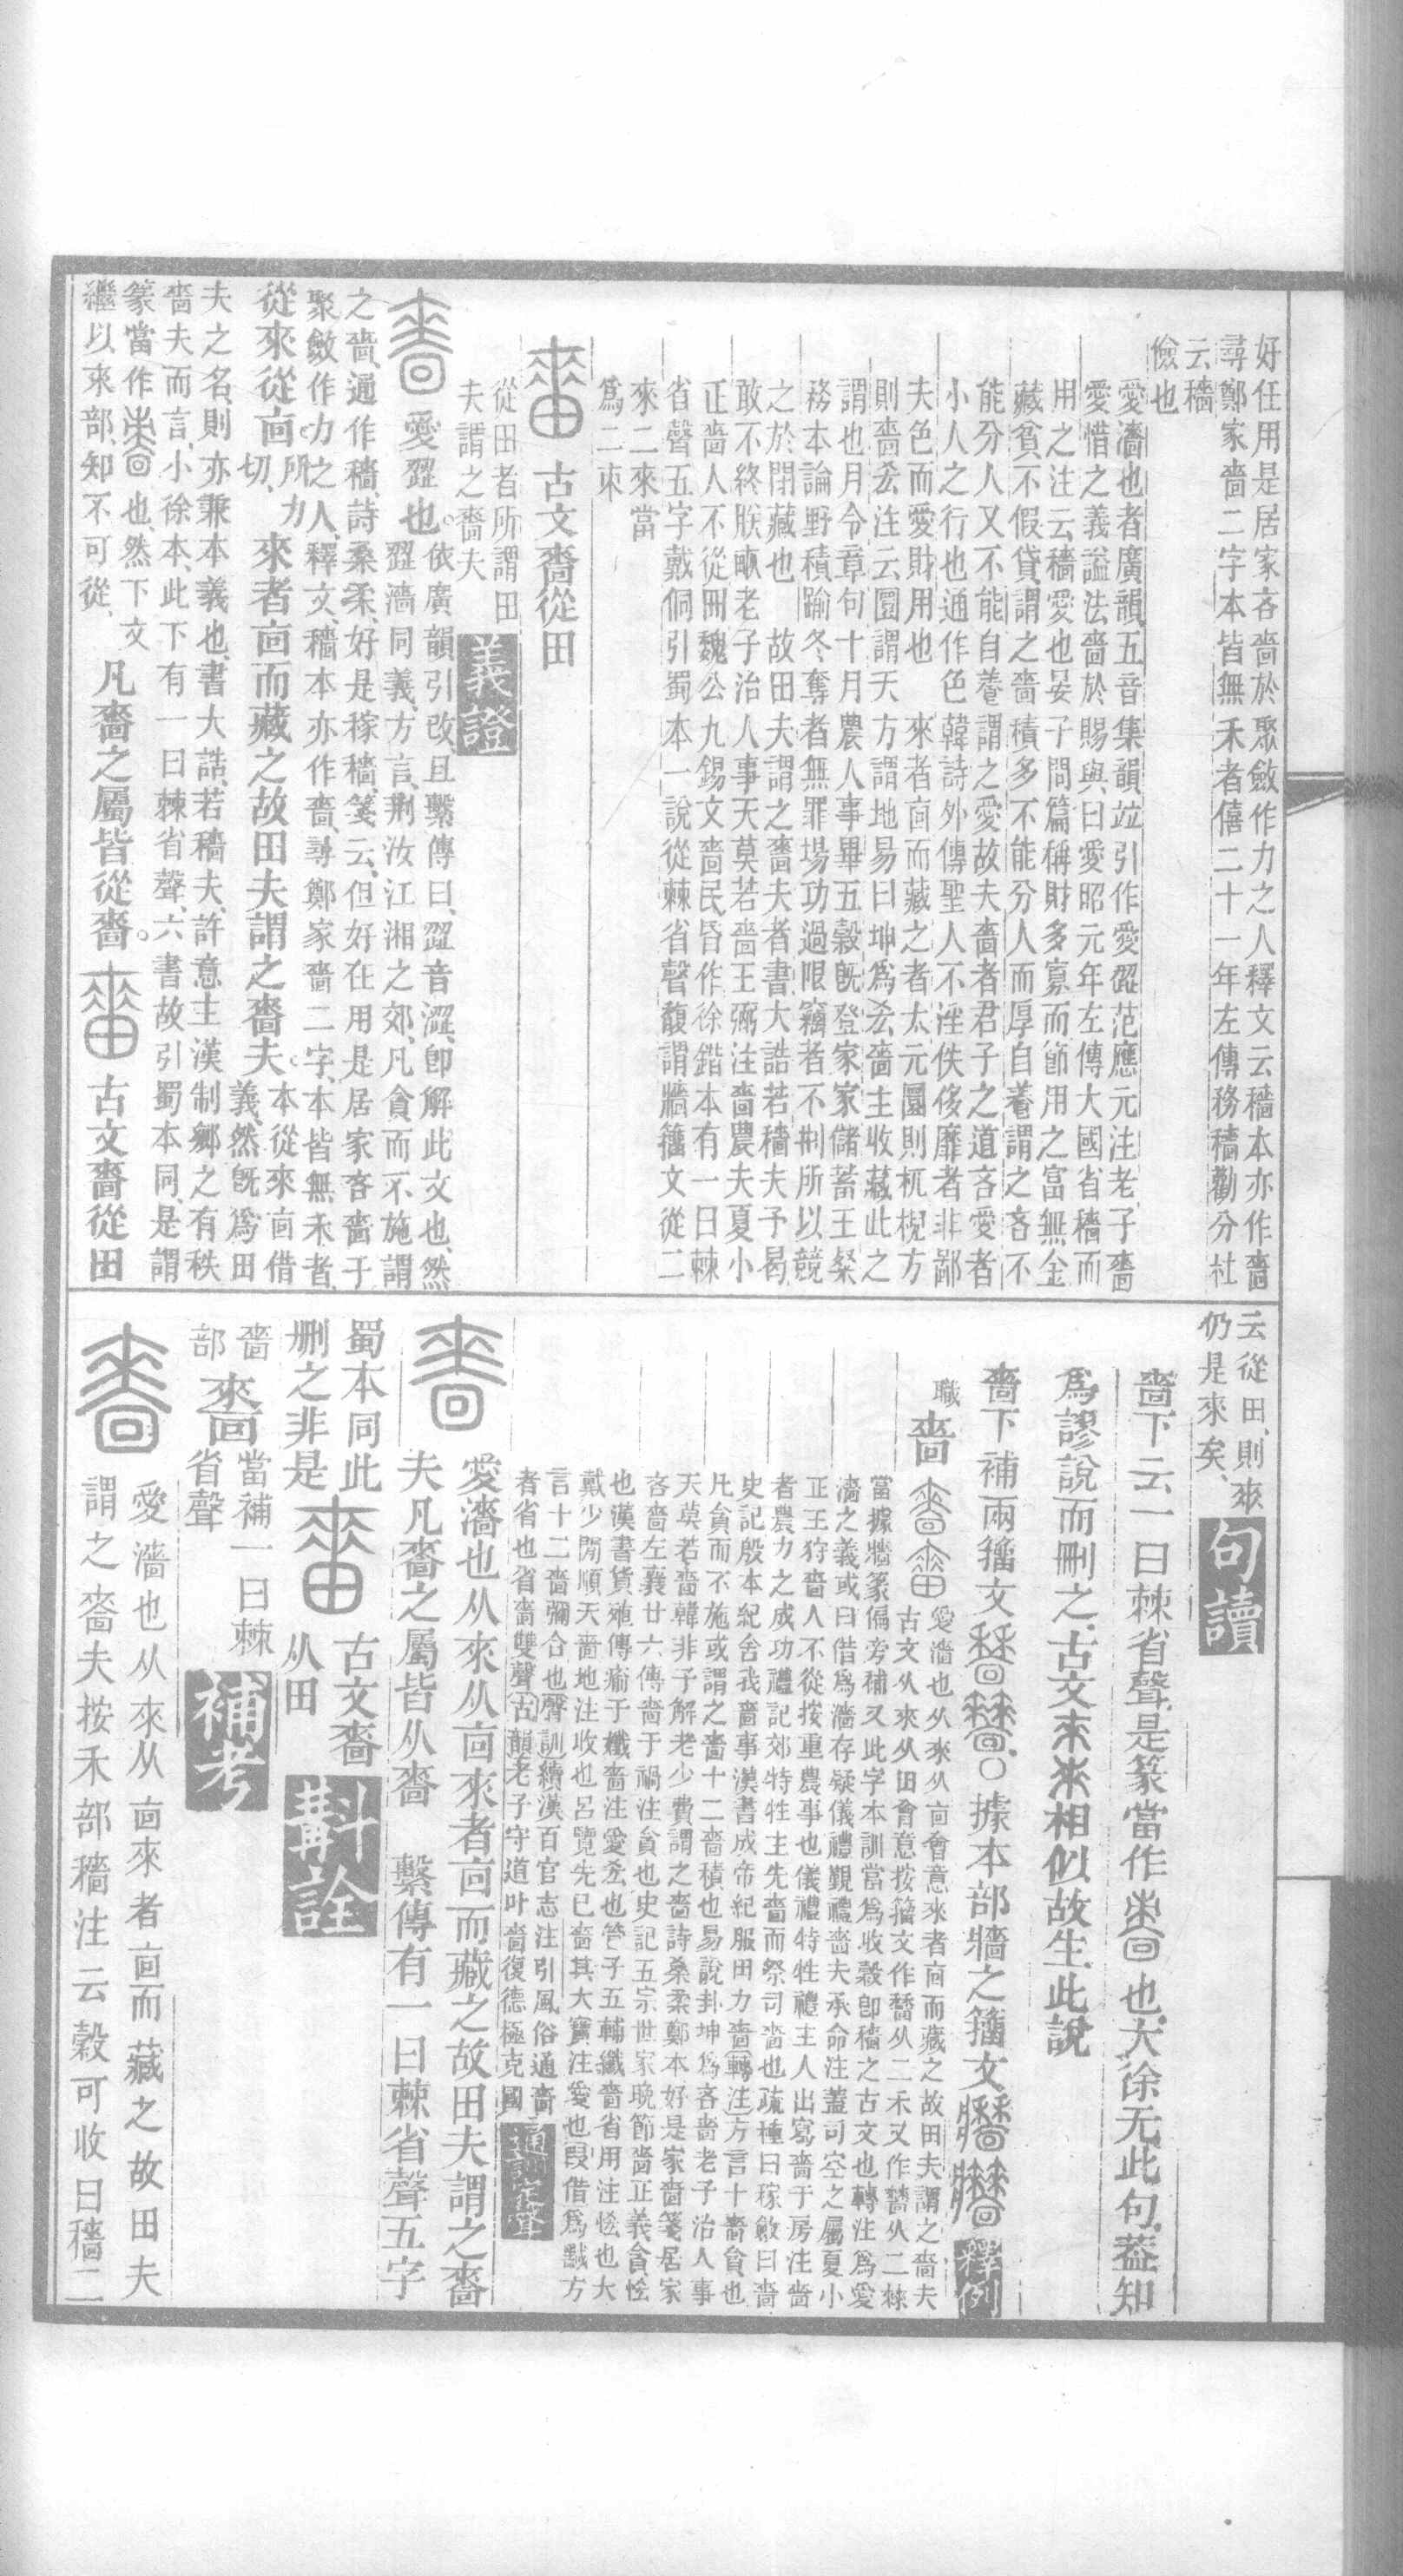 好任用是居家吝嗇於聚斂作力之人釋文云穡本亦作嗇
尋鄭家嗇二字本皆無禾者僖二十一年左傳務穡勸分社
云穡
儉也
愛濇也者廣韻五音集韻竝引作愛歰范應元注老子嗇
愛惜之義謚法嗇於賜與曰愛昭元年左傳大國省穡而
用之注云穡愛也晏子問篇稱財多寡而節用之富無金
藏貧不假貸謂之嗇積多不能分人而厚自養謂之吝不
能分人又不能自養謂之愛故夫嗇者君子之道吝愛者
小人之行也通作色韓詩外傳聖人不淫佚侈靡者非鄙
夫色而愛財用也 來者㐭而藏之者太元圜則杌棿方
則嗇㐫注云圜謂天方謂地易曰坤爲㐫嗇主收藏此之
謂也月令章句十月農人事畢五穀旣登家家儲蓄王粲
務本論野積踰冬奪者無罪場功過限竊者不刑所以競
之於閉藏也 故田夫謂之嗇夫者書大誥若穡夫予曷
敢不終朕畝老子治人事天莫若嗇王弼注嗇農夫夏小
正嗇人不從冊魏公九錫文嗇民昏作徐鍇本有一曰棘
省聲五字戴侗引蜀本一說從棘省聲馥謂牆籀文從二
來二來當
爲二朿
古文嗇從田
從田者所謂田
夫謂之嗇夫
義證
嗇 愛歰也。依廣韻引改、且繫傳曰、歰音澀、卽解此文也、然
歰濇同義、方言、荆汝江湘之郊、凡貪而不施謂
之嗇、通作穡、詩桑柔、好是稼穡、箋云、但好任用是居家吝嗇于
聚斂作力之人、釋文、穡本亦作嗇、尋鄭家嗇二字、本皆無禾者、
從來從㐭。所力切、來者㐭而藏之故田夫謂之嗇夫。本從來㐭借義、然旣爲田
夫之名、則亦兼本義也、書大誥、若穡夫、許意主漢制鄉之有秩
嗇夫而言、小徐本、此下有一曰棘省聲、六書故引蜀本同、是謂
篆當作也、然下文
繼以來部、知不可從、凡嗇之屬皆從嗇。古文嗇從田
云從田、則來
仍是來矣、
句讀
嗇下云一曰棘省聲、是篆當作也、大徐无此句、葢知
爲謬說而刪之、古文來朿相似故生此說
嗇下補兩籀文○據本部牆之籀文
釋例
職
嗇
愛濇也从來从㐭會意來者㐭而藏之故田夫謂之嗇夫
古文从來从田會意按籀文作从二禾又作从二棘
當據牆篆偏旁補又此字本訓當爲收穀卽穡之古文也轉注爲愛
濇之義或曰借爲濇存疑儀禮覲禮嗇夫承命注蓋司空之屬夏小
正王狩嗇人不從按重農事也儀禮特牲禮主人出寫嗇于房注嗇
者農力之成功禮記郊特牲主先嗇而祭司嗇也疏種曰稼斂曰嗇
史記殷本紀舍我嗇事漢書成帝紀服田力嗇轉注方言十嗇貪也
凡貪而不施或謂之嗇十二嗇積也易說卦坤爲吝嗇老子治人事
天莫若嗇韓非子解老少費謂之嗇詩桑柔鄭本好是家嗇箋居家
吝嗇左襄廿六傳嗇于禍注貪也史記五宗世家晚節嗇正義貪恡
也漢書貨殖傳瘉于纖嗇注愛㐫也管子五輔纖嗇省用注恡也大
戴少閒順天嗇地注收也呂覽先已嗇其大寶注愛也叚借爲方
言十二嗇彌合也聲訓續漢百官志注引風俗通嗇
者省也省嗇雙聲古韻老子守道叶嗇復德極克國
通訓定聲
愛濇也从來从㐭來者㐭而藏之故田夫謂之嗇
夫凡嗇之屬皆从嗇 繫傳有一曰棘省聲五字
蜀本同此
刪之非是
古文嗇
从田
斠詮
嗇
部
嗇
當補一曰棘
省聲
補考
愛濇也从來从㐭來者㐭而藏之故田夫
謂之嗇夫按禾部穡注云穀可收曰穡二